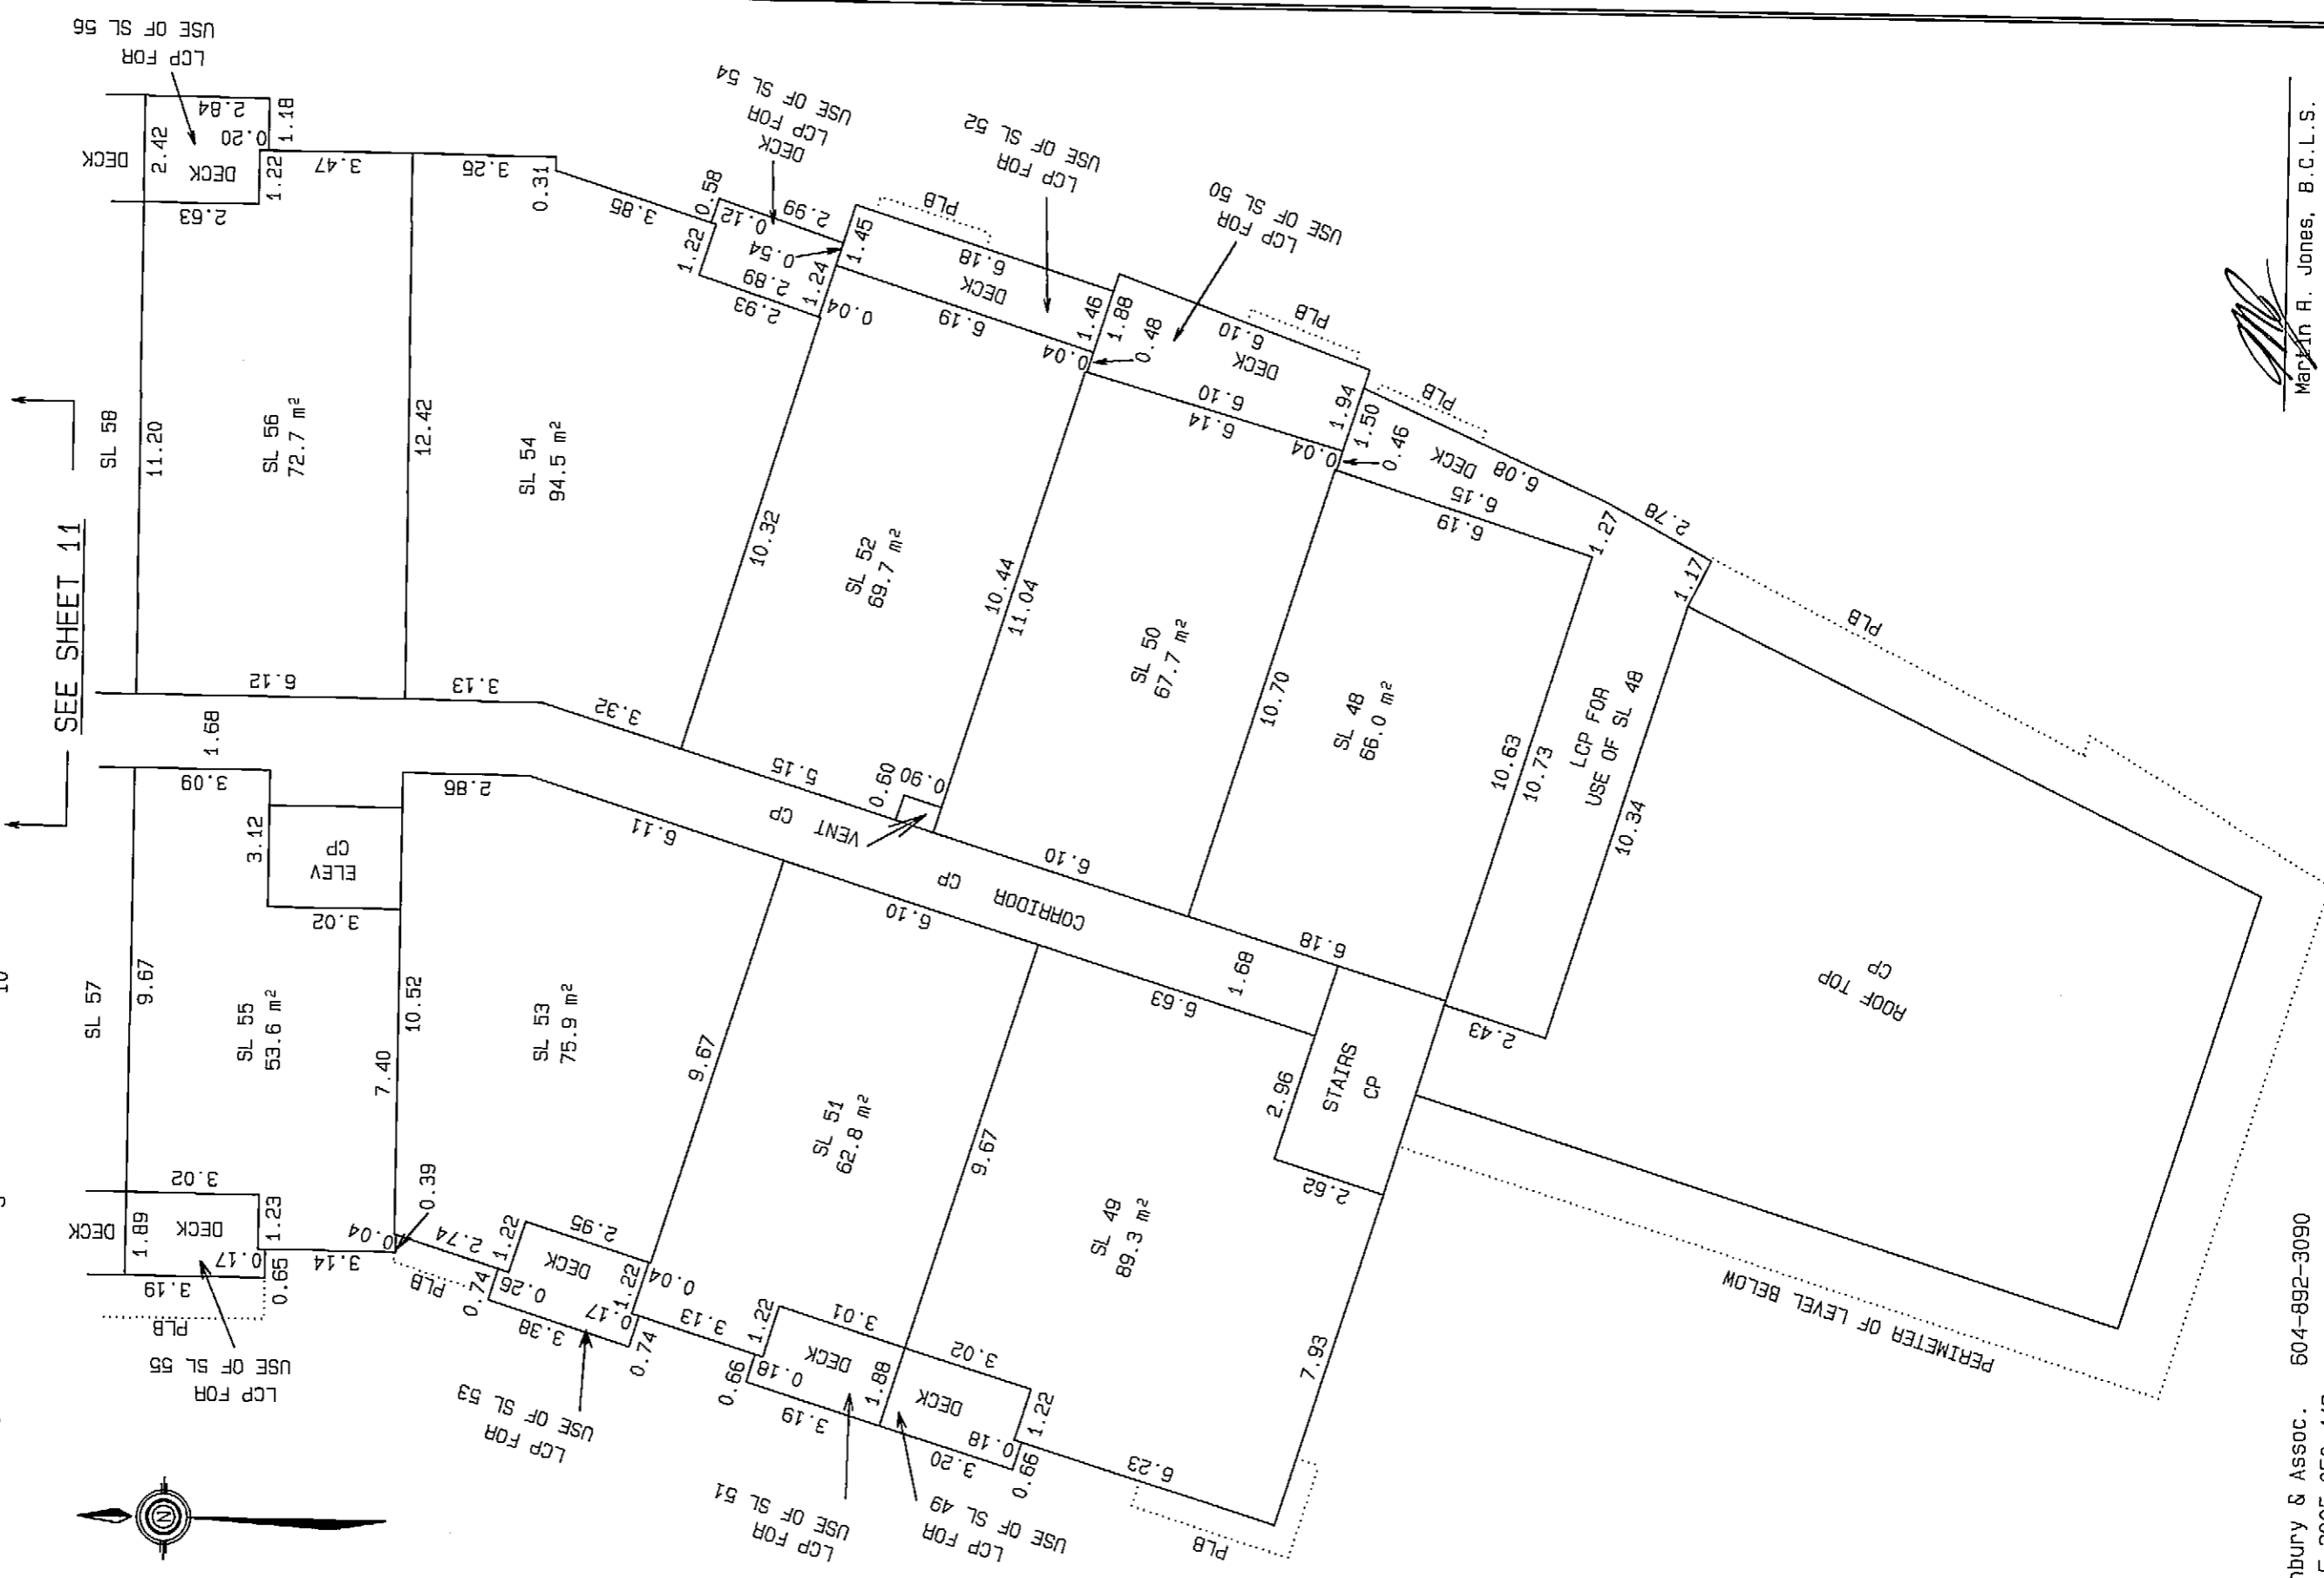 SEE SHEET 11
LCP FOR
USE OF SL 56
DECK
2.42
DECK
2.84
0.20
1.18
1.22
2.63
3.47
3.25
0.31
3.85
SL 58
11.20
SL 56
72.7 m²
12.42
SL 54
94.5 m²
DECK
LCP FOR
USE OF SL 54
0.58
0.12
2.99
0.54
1.22
2.89
2.93
1.24
0.04
1.45
PLB
6.18
DECK
6.19
LCP FOR
USE OF SL 52
1.46
1.88
0.04
0.48
LCP FOR
USE OF SL 50
PLB
6.10
DECK
6.10
6.14
1.94
1.50
0.04
0.46
PLB
DECK
6.08
6.15
6.19
1.27
2.78
1.17
PLB
10.32
SL 52
69.7 m²
10.44
11.04
SL 50
67.7 m²
10.70
SL 48
66.0 m²
10.63
10.73
LCP FOR
USE OF SL 48
10.34
6.12
3.13
3.32
5.15
0.60
0.90
VENT CP
6.10
6.18
2.43
1.68
3.09
2.86
6.11
6.10
CORRIDOR CP
1.68
6.63
SL 57
9.67
3.12
ELEV
CP
3.02
SL 55
53.6 m²
10.52
7.40
SL 53
75.9 m²
9.67
SL 51
62.8 m²
9.67
SL 49
89.3 m²
2.96
STAIRS
CP
2.62
7.93
ROOF TOP
CP
PERIMETER OF LEVEL BELOW
DECK
1.89
DECK
3.02
1.23
0.17
3.19
0.65
3.14
0.04
0.39
PLB
LCP FOR
USE OF SL 55
PLB
2.74
1.22
2.95
DECK
0.74
0.26
3.38
0.17
1.22
0.04
0.74
LCP FOR
USE OF SL 53
3.13
1.22
3.01
DECK
0.66
0.18
3.19
1.88
LCP FOR
USE OF SL 51
3.02
DECK
1.22
0.18
3.20
0.66
LCP FOR
USE OF SL 49
6.23
PLB
N
Martin A. Jones, B.C.L.S.
& Assoc. 604-892-3090